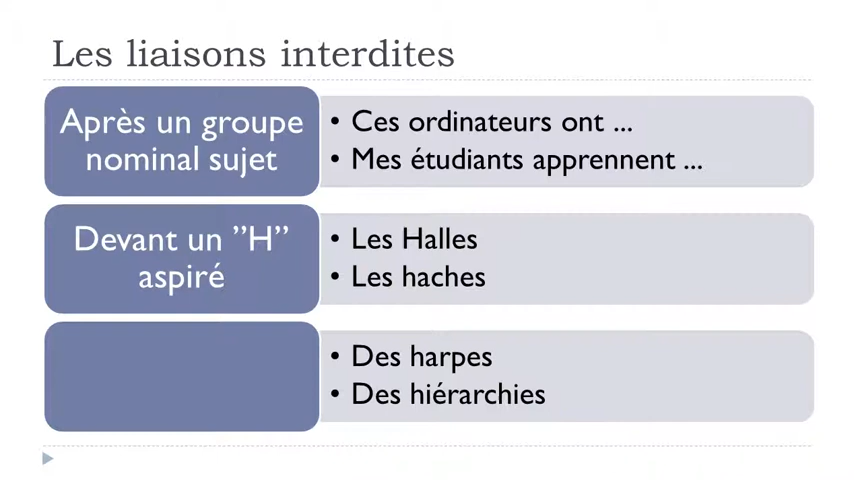 Les liaisons interdites
Après un groupe
nominal sujet
• Ces ordinateurs ont ...
• Mes étudiants apprennent ...
Devant un ”H”
aspiré
• Les Halles
• Les haches
• Des harpes
• Des hiérarchies